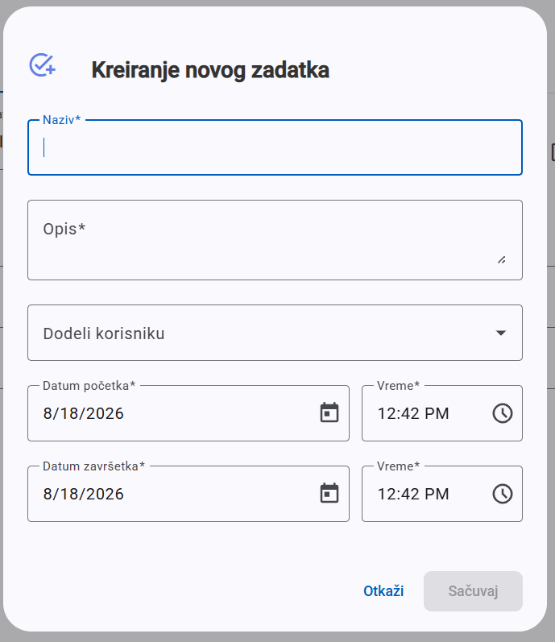 Kreiranje novog zadatka
Naziv*
Opis*
Dodeli korisniku
Datum početka* Vreme*
8/18/2026 12:42 PM
Datum završetka* Vreme*
8/18/2026 12:42 PM
Otkaži Sačuvaj